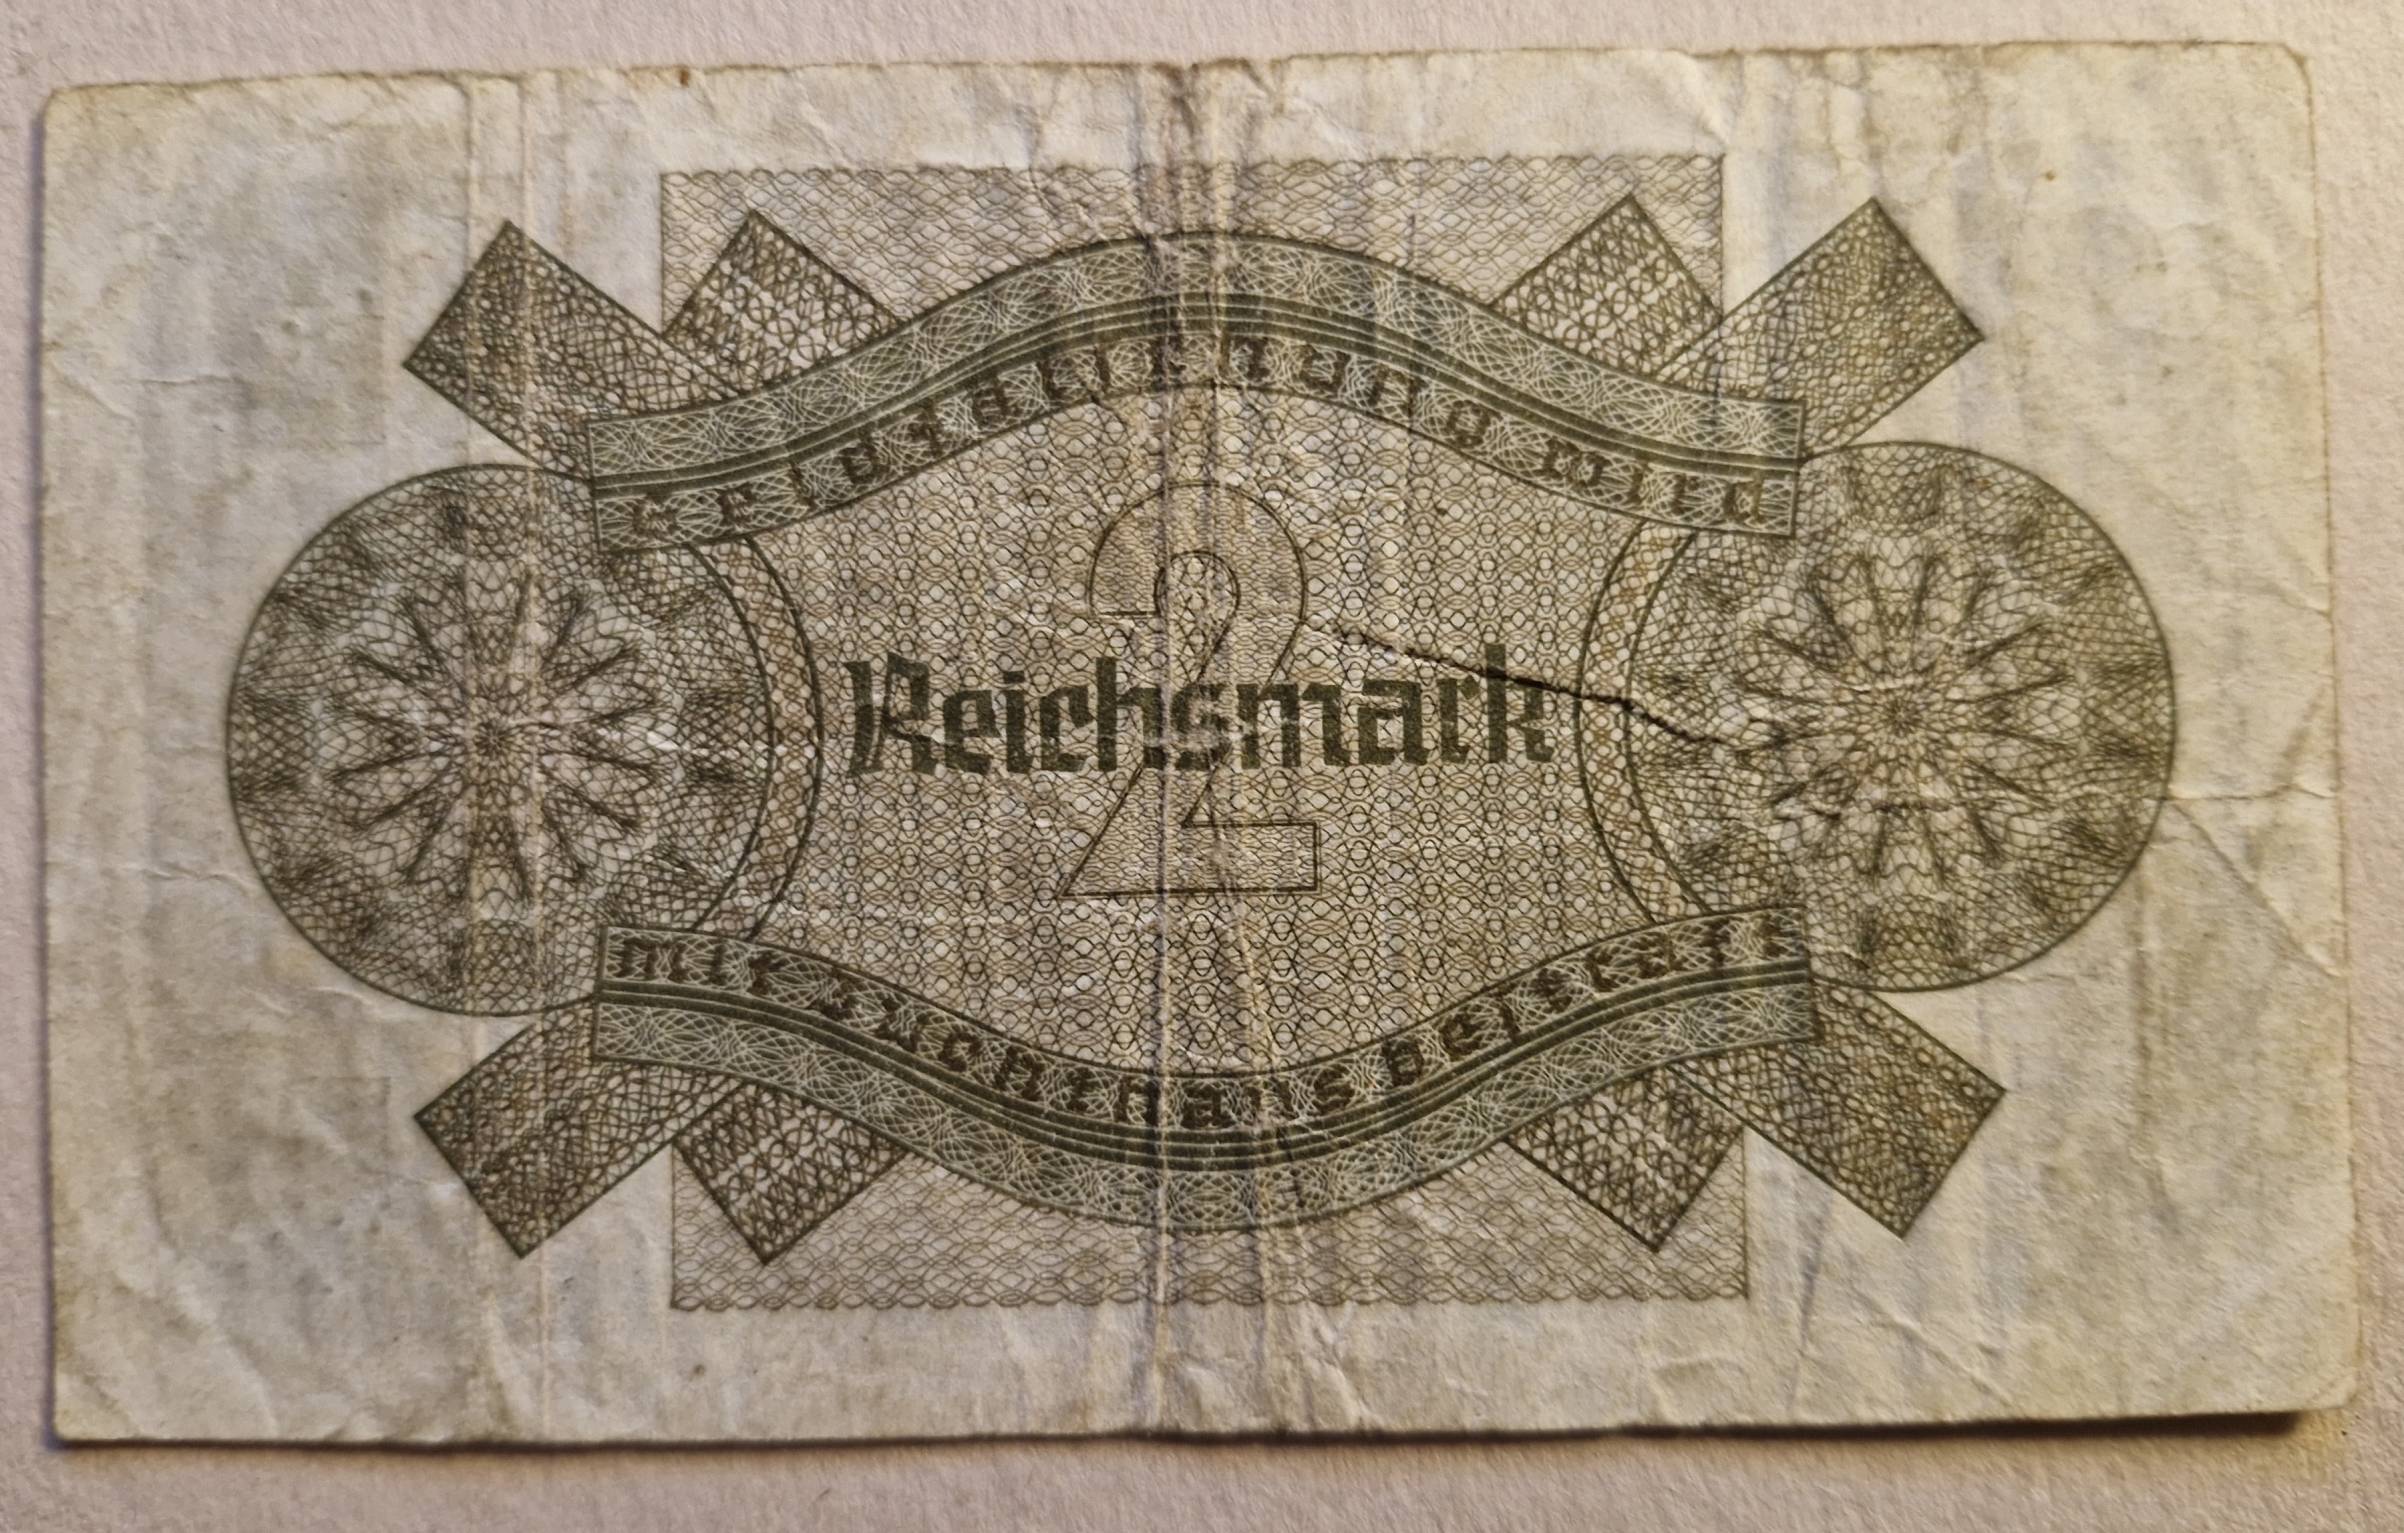 Geldfälschung wird
2
Reichsmark
mit Zuchthaus bestraft